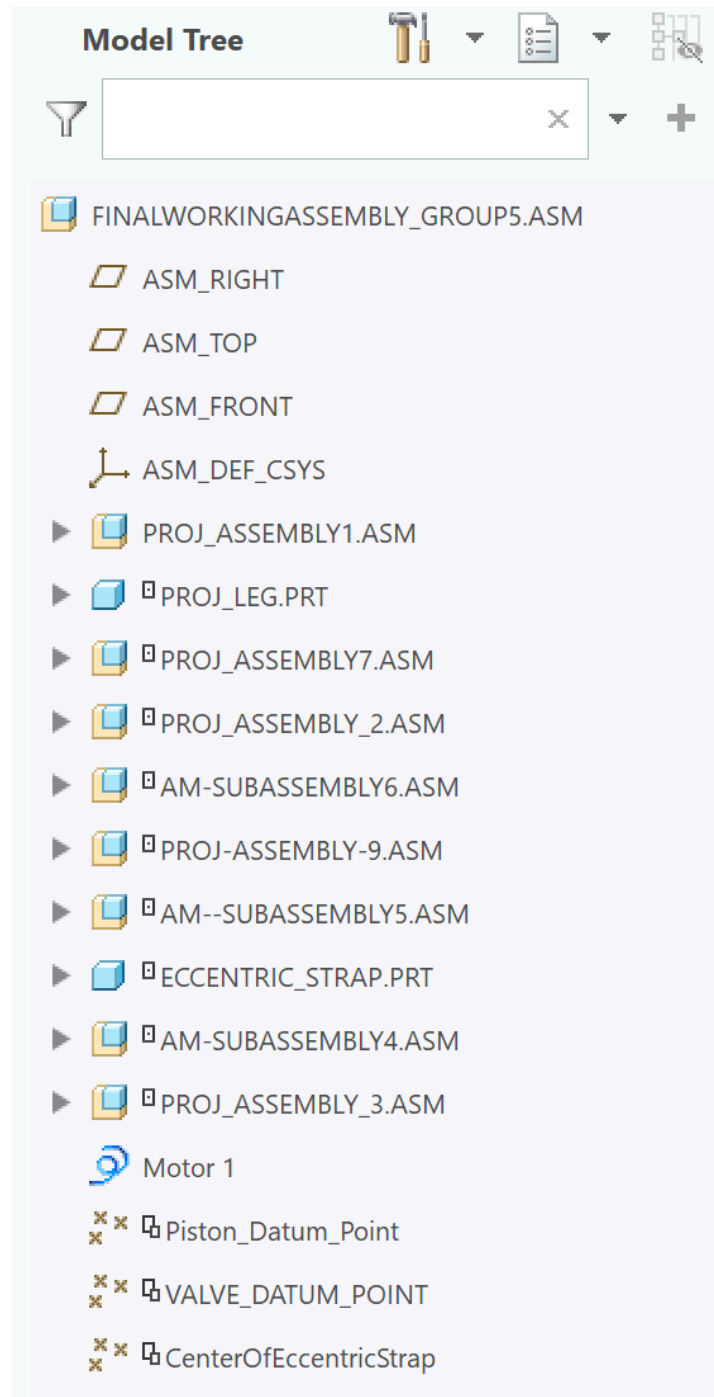 Model Tree
FINALWORKINGASSEMBLY_GROUP5.ASM
ASM_RIGHT
ASM_TOP
ASM_FRONT
ASM_DEF_CSYS
PROJ_ASSEMBLY1.ASM
PROJ_LEG.PRT
PROJ_ASSEMBLY7.ASM
PROJ_ASSEMBLY_2.ASM
AM-SUBASSEMBLY6.ASM
PROJ-ASSEMBLY-9.ASM
AM--SUBASSEMBLY5.ASM
ECCENTRIC_STRAP.PRT
AM-SUBASSEMBLY4.ASM
PROJ_ASSEMBLY_3.ASM
Motor 1
Piston_Datum_Point
VALVE_DATUM_POINT
CenterOfEccentricStrap